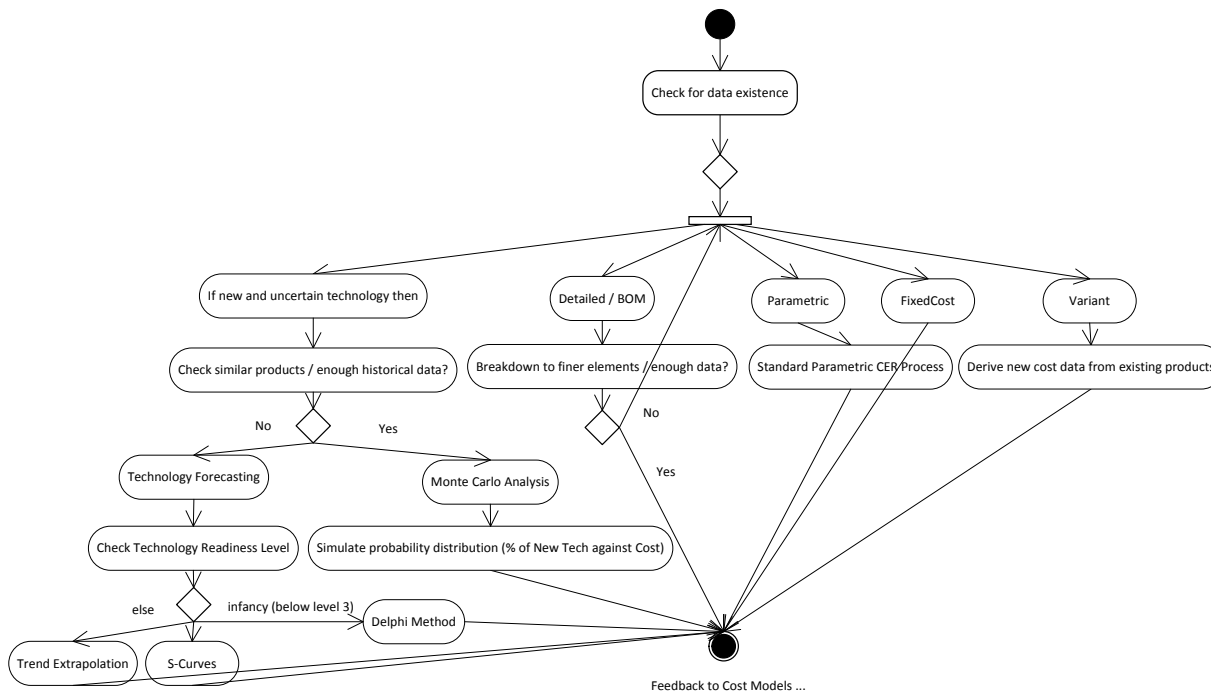 Check for data existence
If new and uncertain technology then
Detailed / BOM
Parametric
FixedCost
Variant
Check similar products / enough historical data?
Breakdown to finer elements / enough data?
Standard Parametric CER Process
Derive new cost data from existing products
No
Yes
No
Technology Forecasting
Monte Carlo Analysis
Yes
Check Technology Readiness Level
Simulate probability distribution (% of New Tech against Cost)
else
infancy (below level 3)
Delphi Method
Trend Extrapolation
S-Curves
Feedback to Cost Models ...